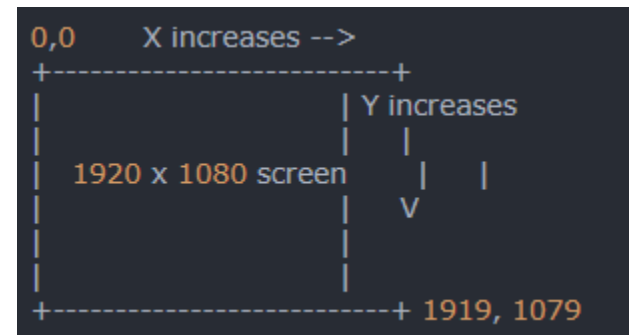 0,0 X increases -->
+---------------------------+
| | Y increases
| | |
| 1920 x 1080 screen | |
| | V
| |
| |
+---------------------------+ 1919, 1079